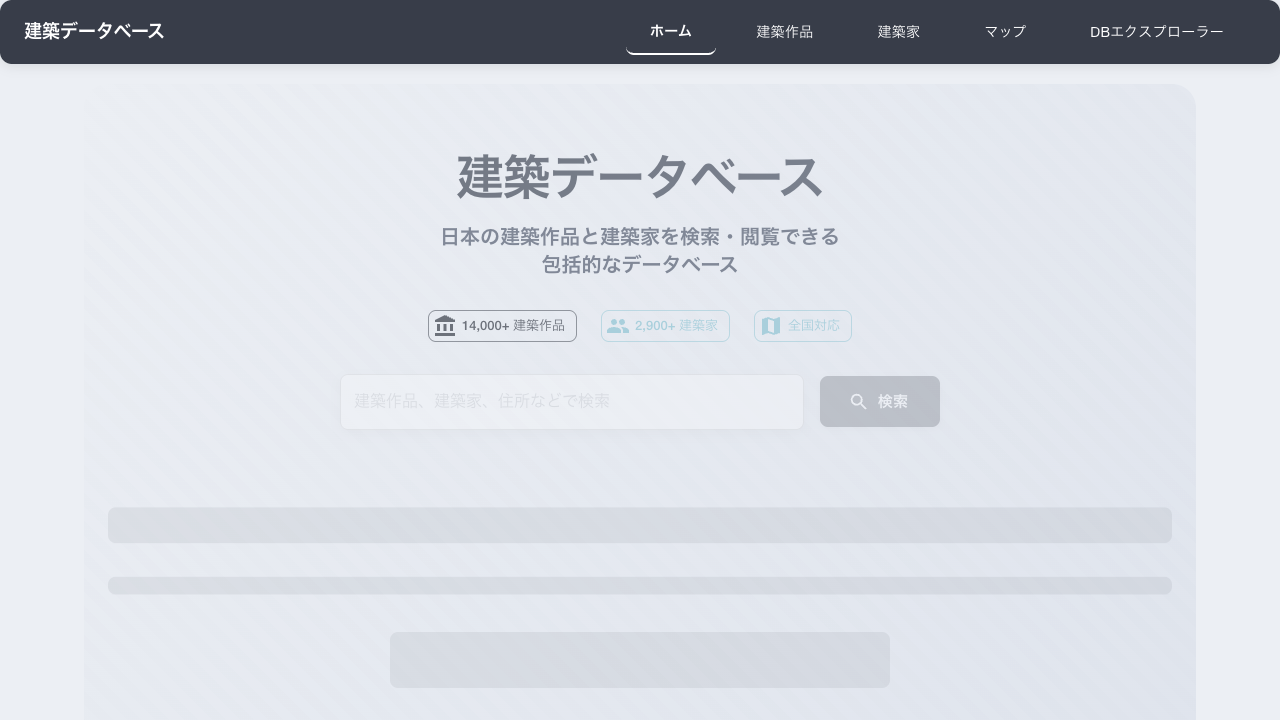 建築データベース
ホーム
建築作品
建築家
マップ
DBエクスプローラー
建築データベース
日本の建築作品と建築家を検索・閲覧できる
包括的なデータベース
14,000+ 建築作品
2,900+ 建築家
全国対応
建築作品、建築家、住所などで検索
検索